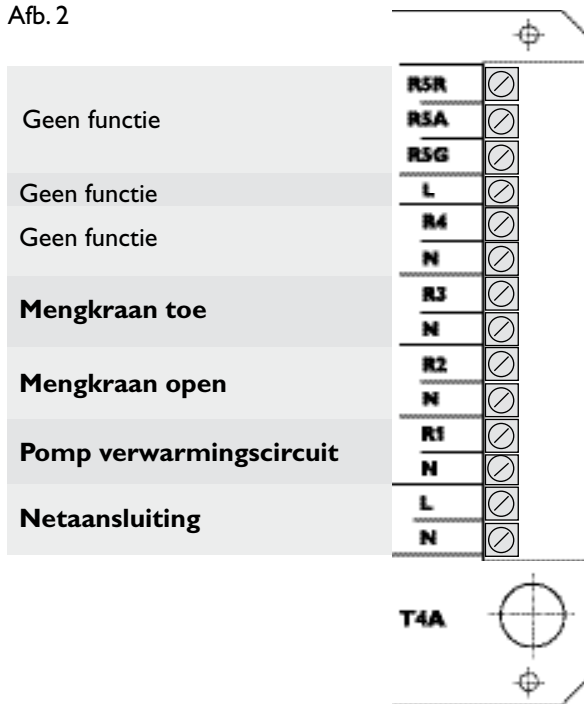 Afb. 2
Geen functie
R5R
R5A
R5G
Geen functie
L
Geen functie
R4
N
Mengkraan toe
R3
N
Mengkraan open
R2
N
Pomp verwarmingscircuit
R1
N
Netaansluiting
L
N
T4A